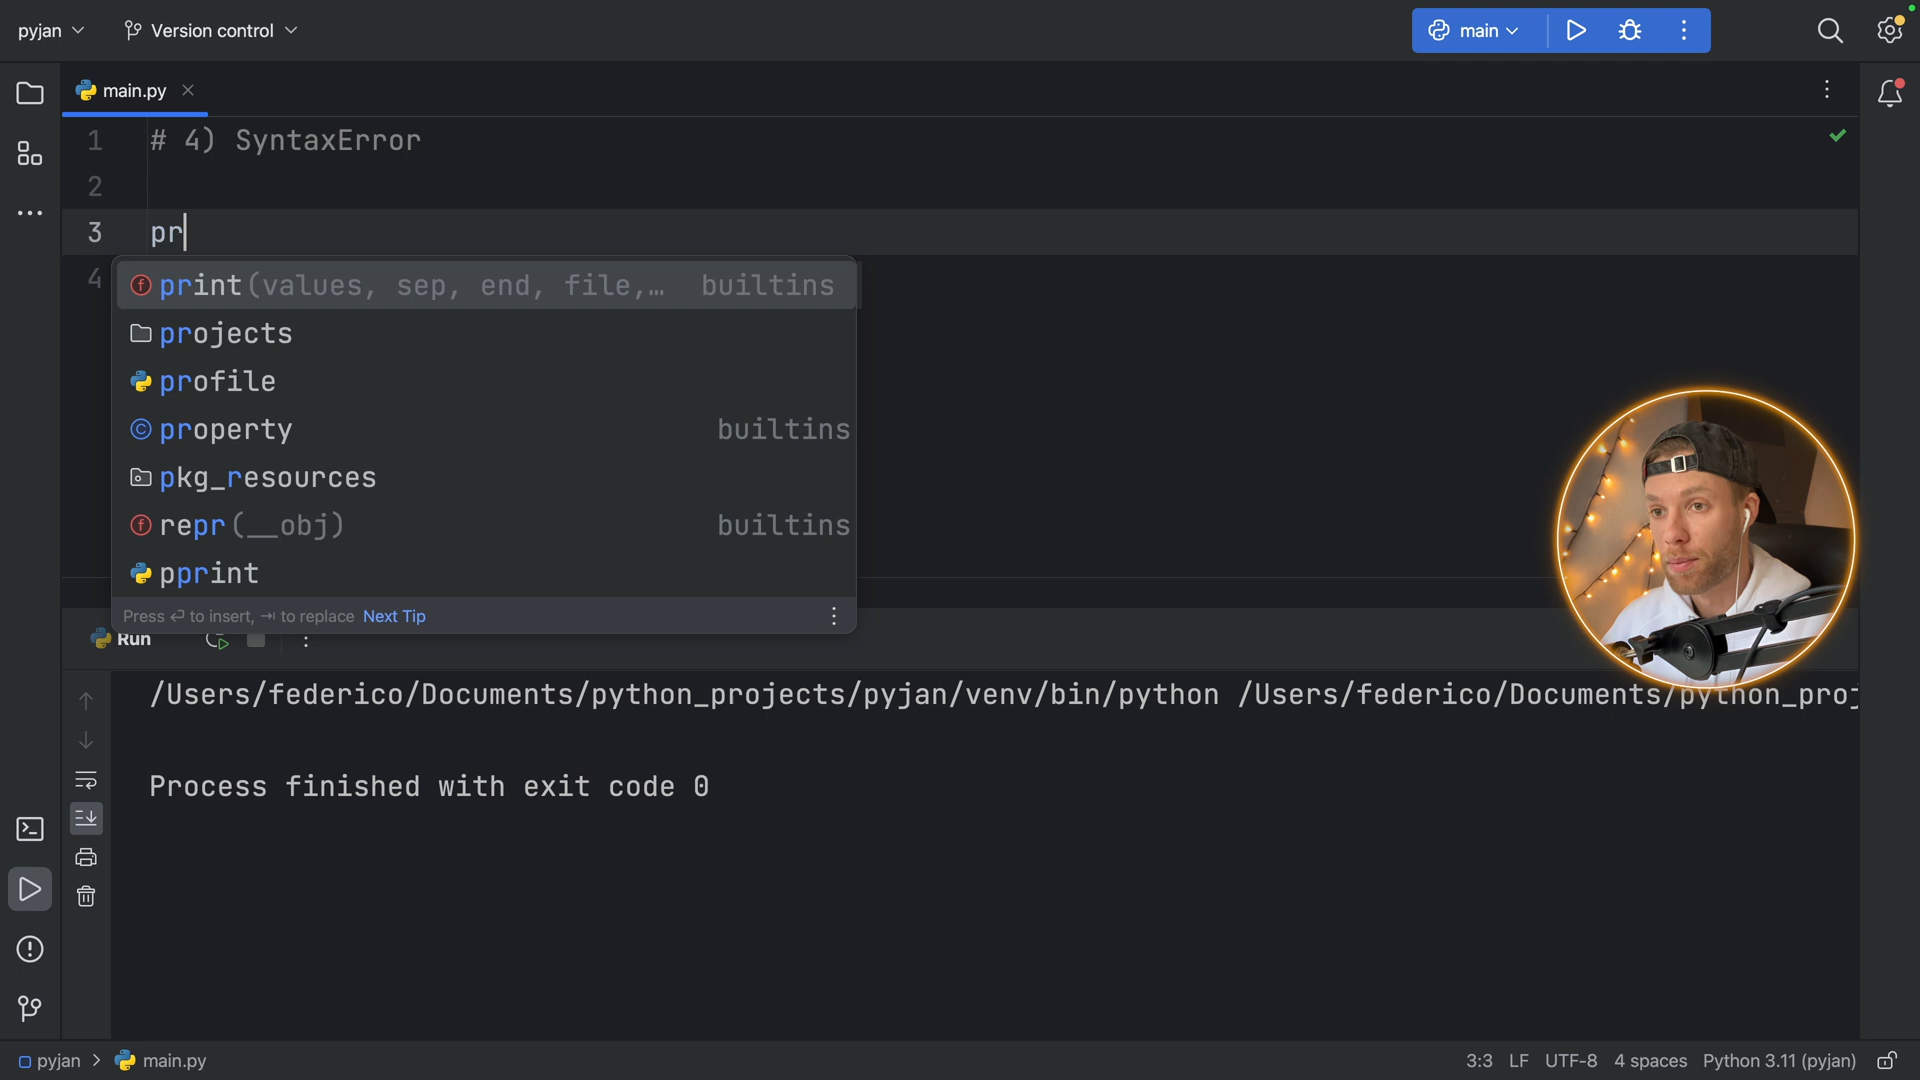 pyjan
Version control
main
main.py
1 # 4) SyntaxError
2
3 pr
4
print(values, sep, end, file,… builtins
projects
profile
property builtins
pkg_resources
repr(__obj) builtins
pprint
Press ⏎ to insert, ⇥ to replace Next Tip
Run
/Users/federico/Documents/python_projects/pyjan/venv/bin/python /Users/federico/Documents/python_proj
Process finished with exit code 0
pyjan > main.py
3:3 LF UTF-8 4 spaces Python 3.11 (pyjan)